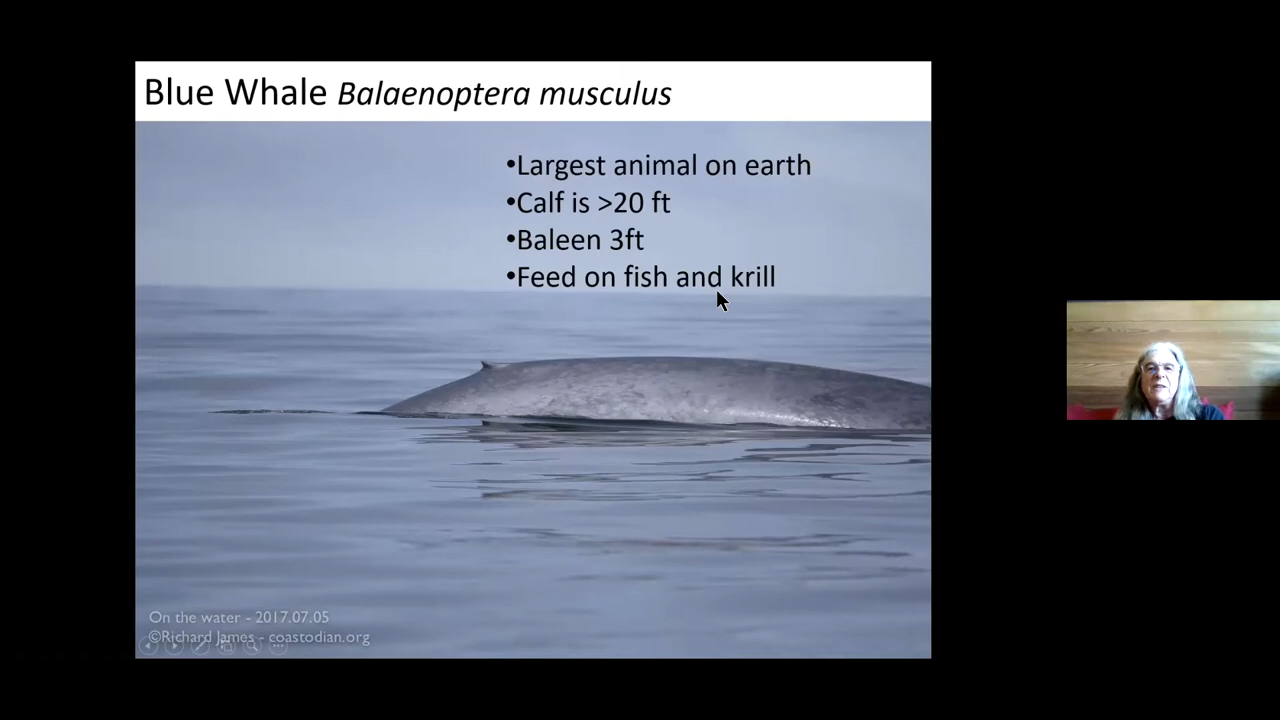 Blue Whale Balaenoptera musculus
•Largest animal on earth
•Calf is >20 ft
•Baleen 3ft
•Feed on fish and krill
On the water - 2017.07.05
©Richard James - coastodian.org